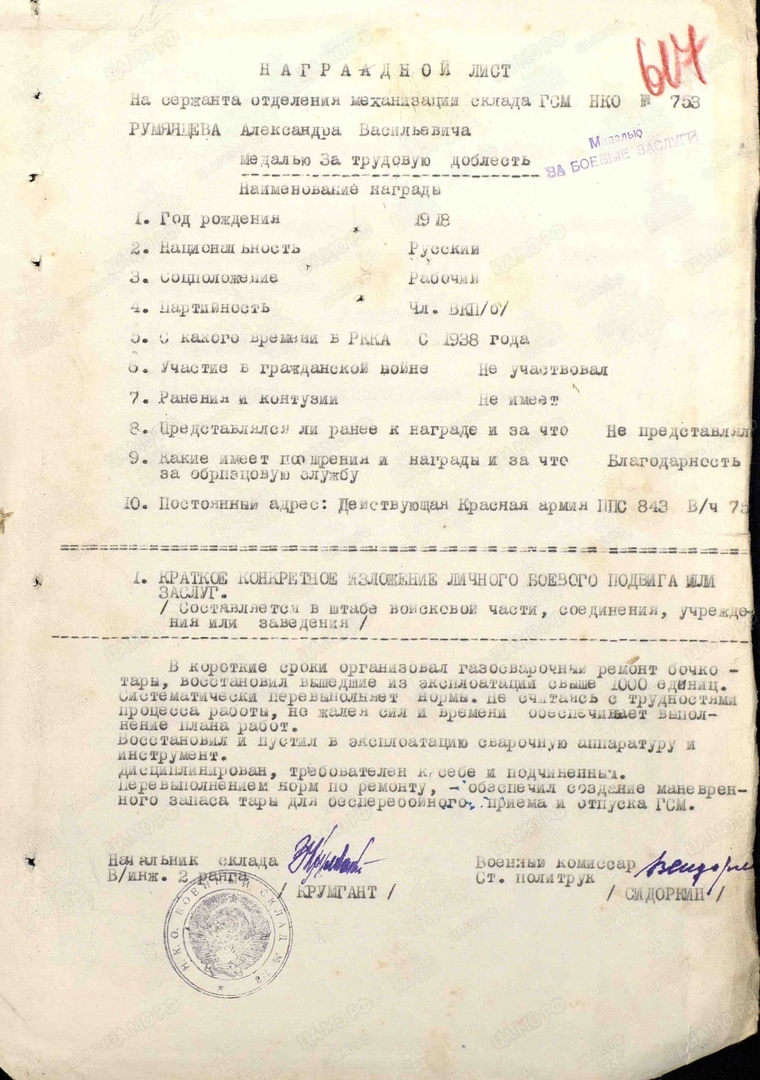 607
НАГРААДНОЙ ЛИСТ
На сержанта отделения механизации склада ГСМ НКО № 753
РУМЯНЦЕВА Александра Васильевича
Медалью За трудовую доблесть
Медалью
ЗА БОЕВЫЕ ЗАСЛУГИ
Наименование награды
1. Год рождения 1918
2. Национальность Русский
3. Соцположение Рабочий
4. Партийность Чл. ВКП/б/
5. С какого времени в РККА С 1938 года
6. Участие в гражданской войне Не участвовал
7. Ранения и контузии Не имеет
8. Представлялся ли ранее к награде и за что Не представлял
9. Какие имеет поощрения и награды и за что Благодарность
за образцовую службу
10. Постоянный адрес: Действующая Красная армия ППС 843 В/ч 75
1. КРАТКОЕ КОНКРЕТНОЕ ИЗЛОЖЕНИЕ ЛИЧНОГО БОЕВОГО ПОДВИГА ИЛИ
ЗАСЛУГ.
/ Составляется в штабе войсковой части, соединения, учрежде-
ния или заведения /
В короткие сроки организовал газосварочный ремонт бочко -
тары, восстановил вышедшие из эксплоатации свыше 1000 единиц.
Систематически перевыполняет нормы. Не считаясь с трудностями
процесса работы, не жалея сил и времени обеспечивает выпол-
нение плана работ.
Восстановил и пустил в эксплоатацию сварочную аппаратуру и
инструмент.
Дисциплинирован, требователен к себе и подчиненным.
Перевыполнением норм по ремонту, - обеспечил создание маневрен-
ного запаса тары для бесперебойного приема и отпуска ГСМ.
Начальник склада
В/инж. 2 ранга
/ КРУМГАНТ /
Военный комиссар
Ст. политрук
/ СИДОРКИН /
Н.К.О. ВОЕННЫЙ СКЛАД